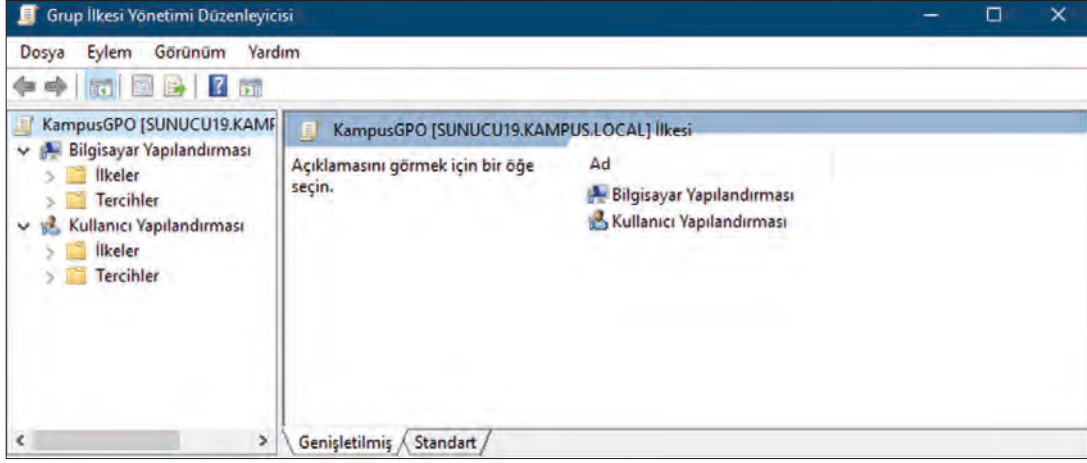 Grup İlkesi Yönetimi Düzenleyicisi
Dosya Eylem Görünüm Yardım
KampusGPO [SUNUCU19.KAMP
Bilgisayar Yapılandırması
İlkeler
Tercihler
Kullanıcı Yapılandırması
İlkeler
Tercihler
KampusGPO [SUNUCU19.KAMPUS.LOCAL] İlkesi
Açıklamasını görmek için bir öğe
seçin.
Ad
Bilgisayar Yapılandırması
Kullanıcı Yapılandırması
Genişletilmiş Standart